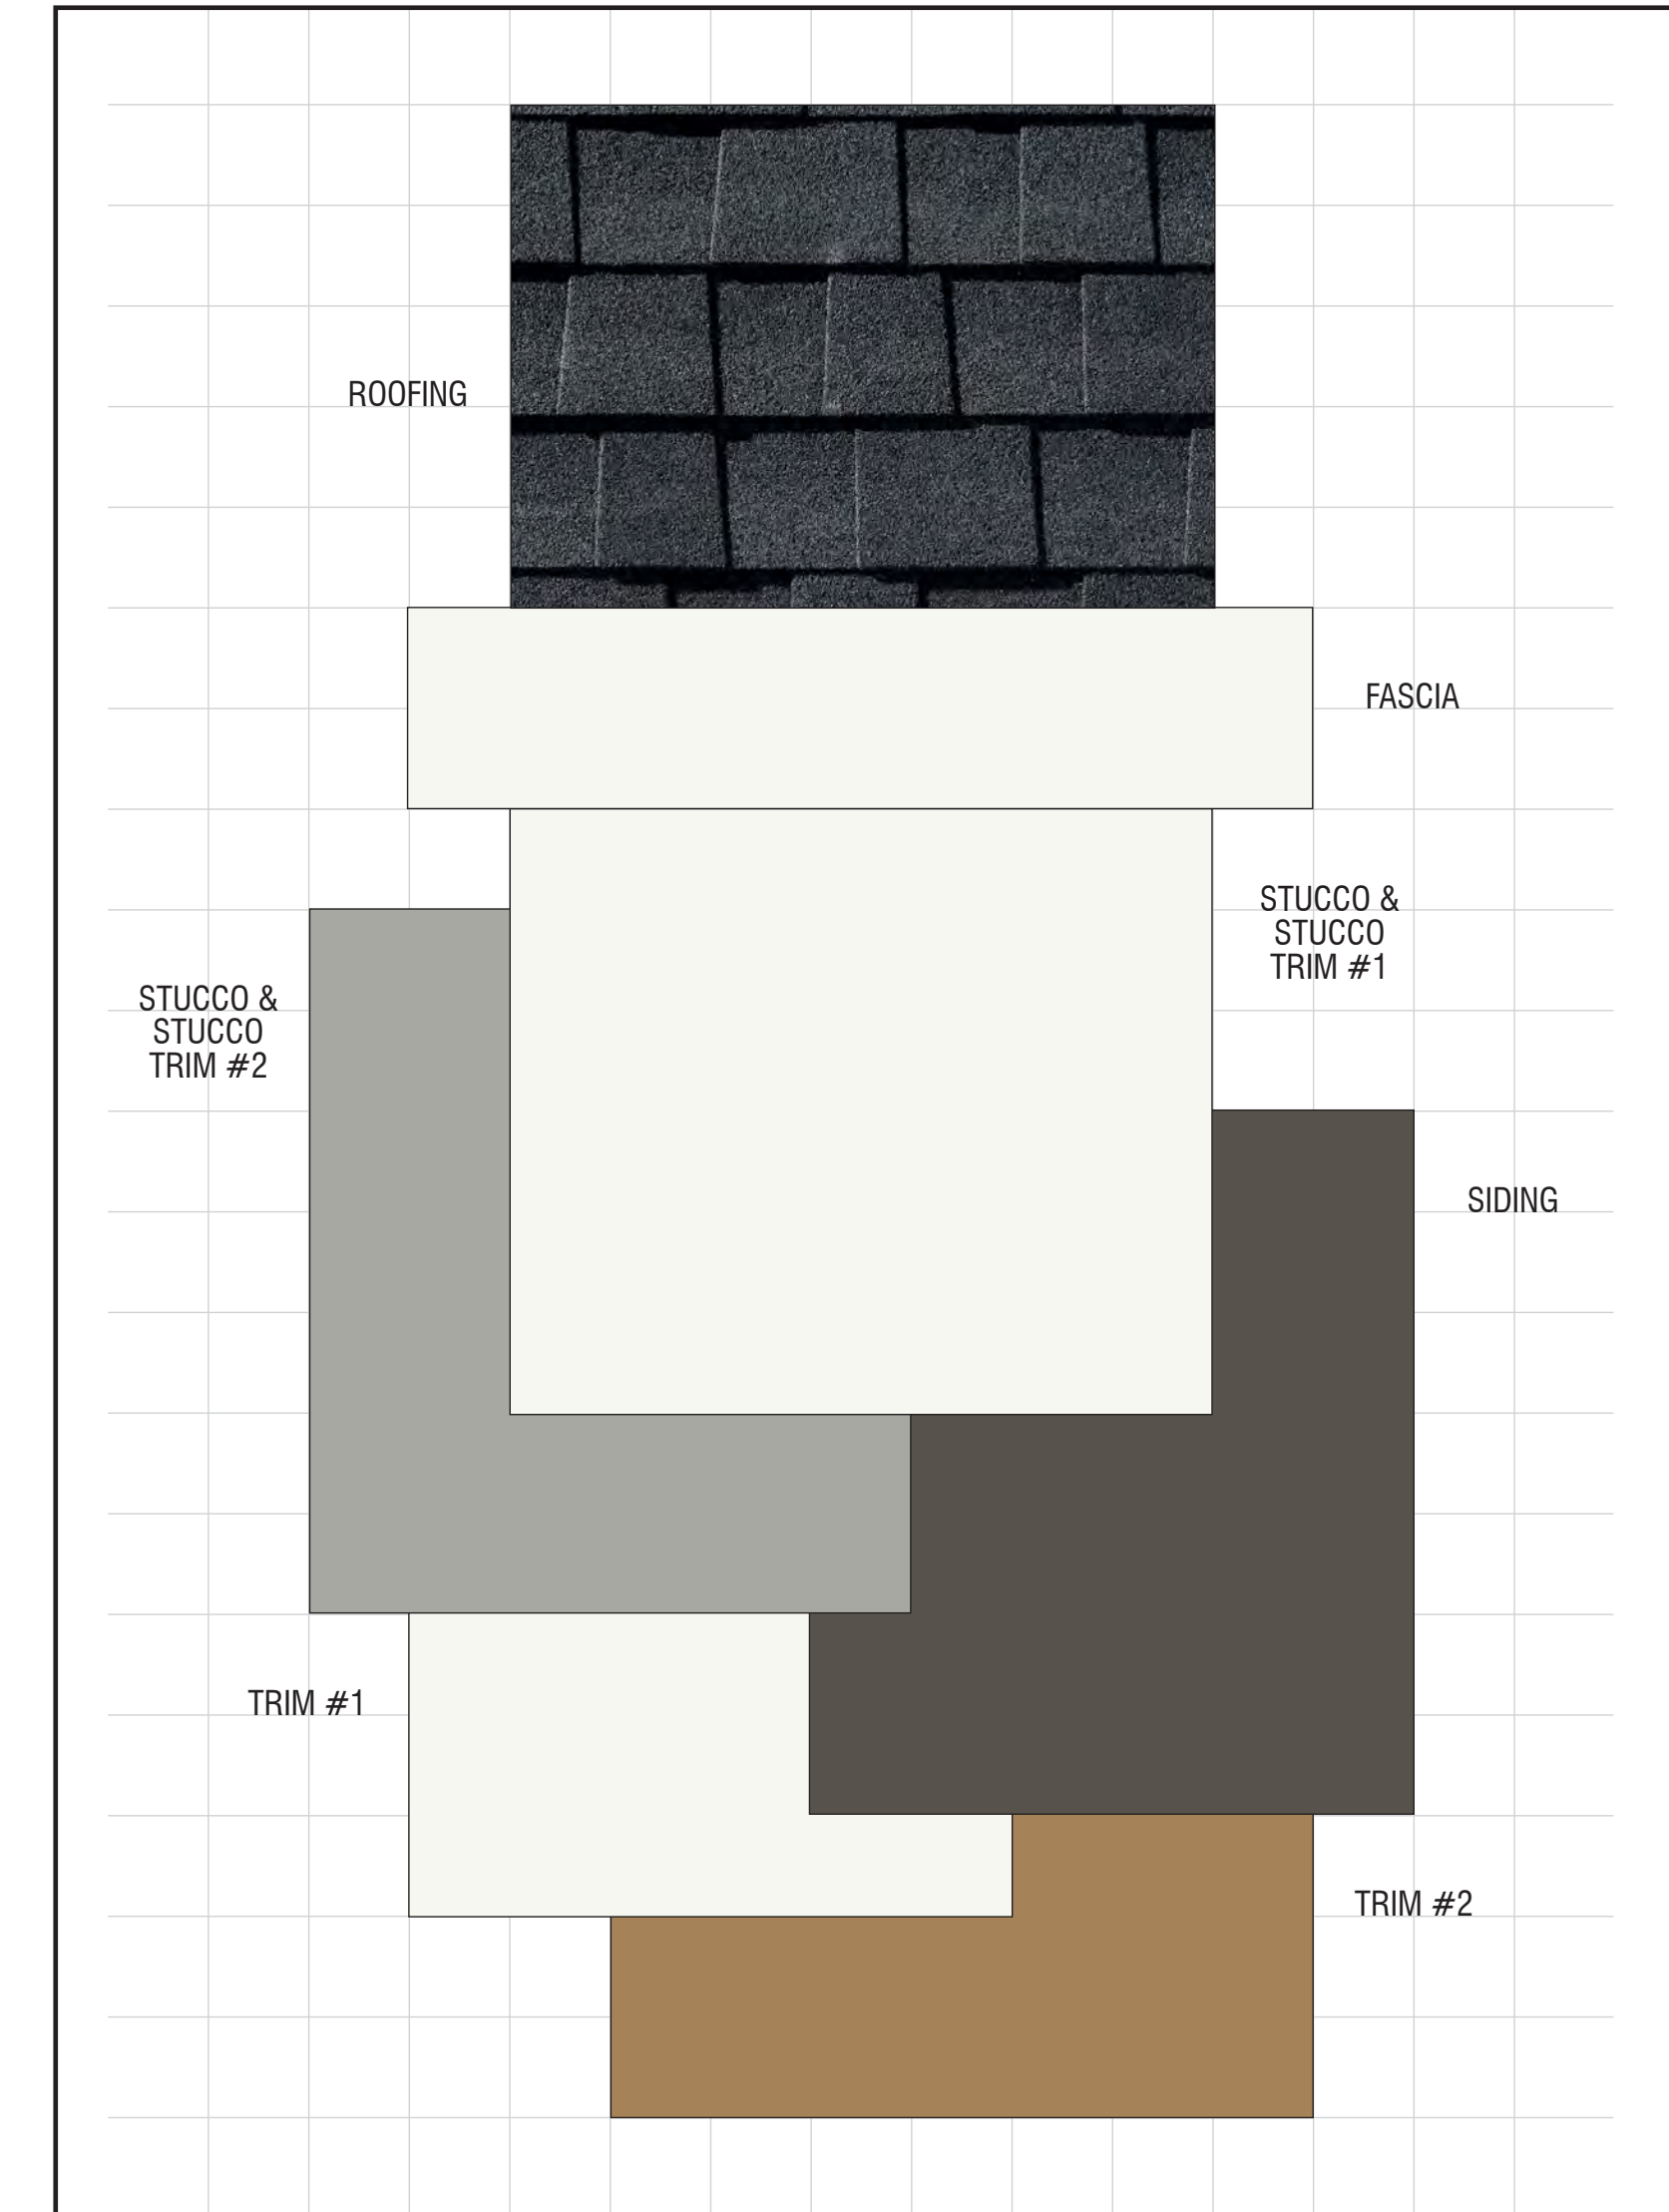 ROOFING
FASCIA
STUCCO &
STUCCO
TRIM #1
STUCCO &
STUCCO
TRIM #2
SIDING
TRIM #1
TRIM #2